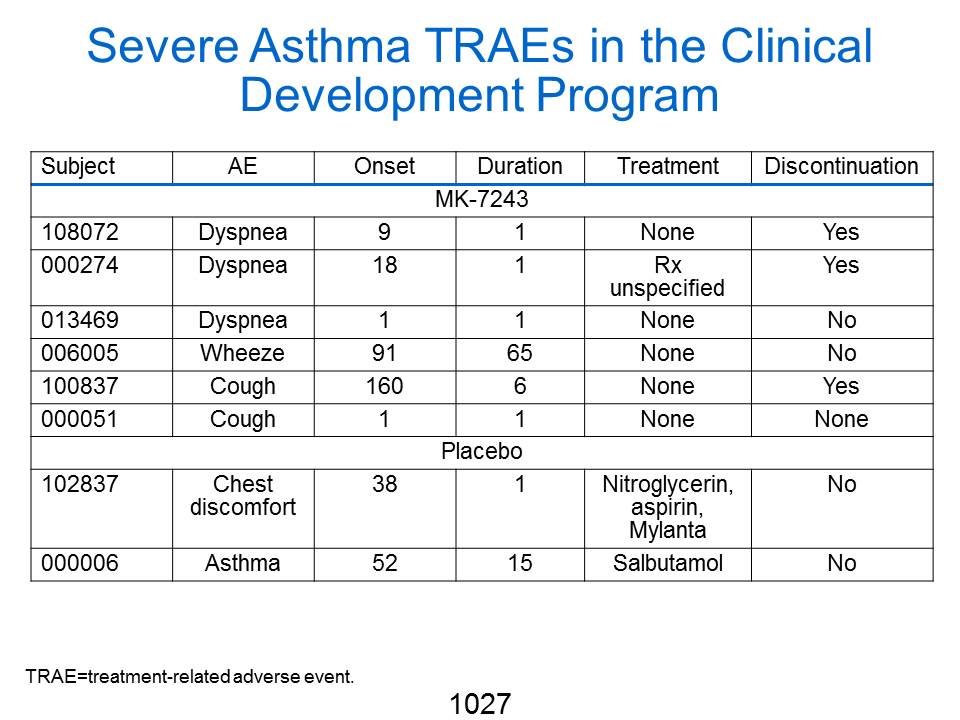 Severe Asthma TRAEs in the Clinical
Development Program
Subject AE Onset Duration Treatment Discontinuation
MK-7243
108072 Dyspnea 9 1 None Yes
000274 Dyspnea 18 1 Rx unspecified Yes
013469 Dyspnea 1 1 None No
006005 Wheeze 91 65 None No
100837 Cough 160 6 None Yes
000051 Cough 1 1 None None
Placebo
102837 Chest discomfort 38 1 Nitroglycerin, aspirin, Mylanta No
000006 Asthma 52 15 Salbutamol No
TRAE=treatment-related adverse event.
1027